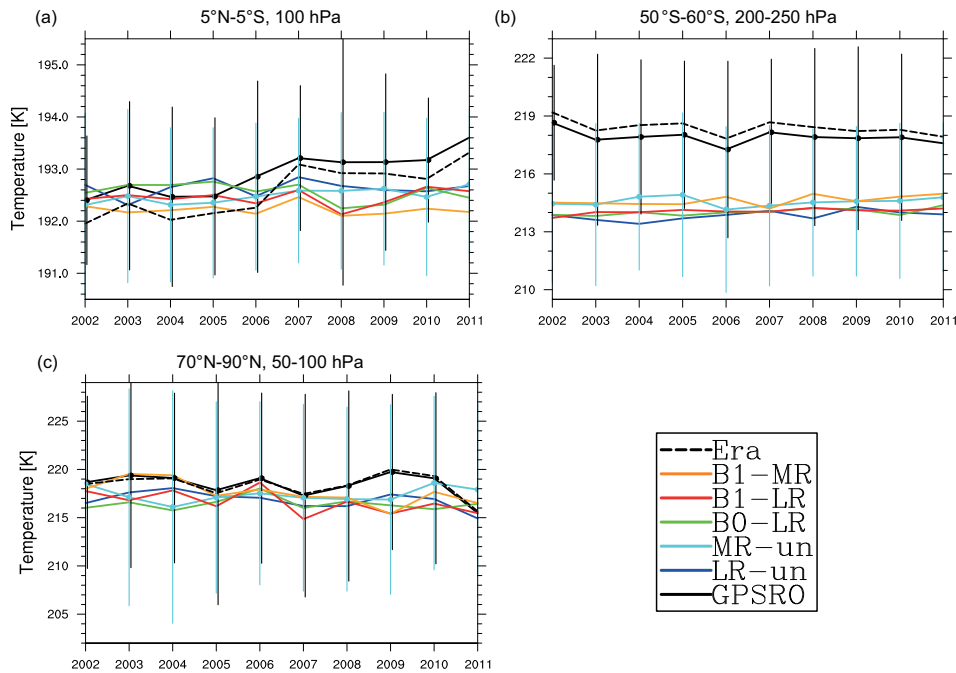 (a) 5°N-5°S, 100 hPa
Temperature [K]
195.0
194.0
193.0
192.0
191.0
2002 2003 2004 2005 2006 2007 2008 2009 2010 2011
(b) 50°S-60°S, 200-250 hPa
222
219
216
213
210
2002 2003 2004 2005 2006 2007 2008 2009 2010 2011
(c) 70°N-90°N, 50-100 hPa
Temperature [K]
225
220
215
210
205
2002 2003 2004 2005 2006 2007 2008 2009 2010 2011
Era
B1-MR
B1-LR
B0-LR
MR-un
LR-un
GPSRO